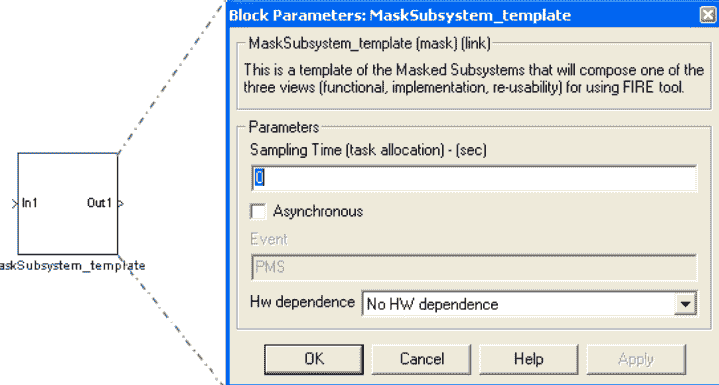 Block Parameters: MaskSubsystem_template
MaskSubsystem_template (mask) (link)
This is a template of the Masked Subsystems that will compose one of the
three views (functional, implementation, re-usability) for using FIRE tool.
Parameters
Sampling Time (task allocation) - (sec)
0
Asynchronous
Event
PMS
Hw dependence No HW dependence
OK Cancel Help Apply
In1 Out1
askSubsystem_template